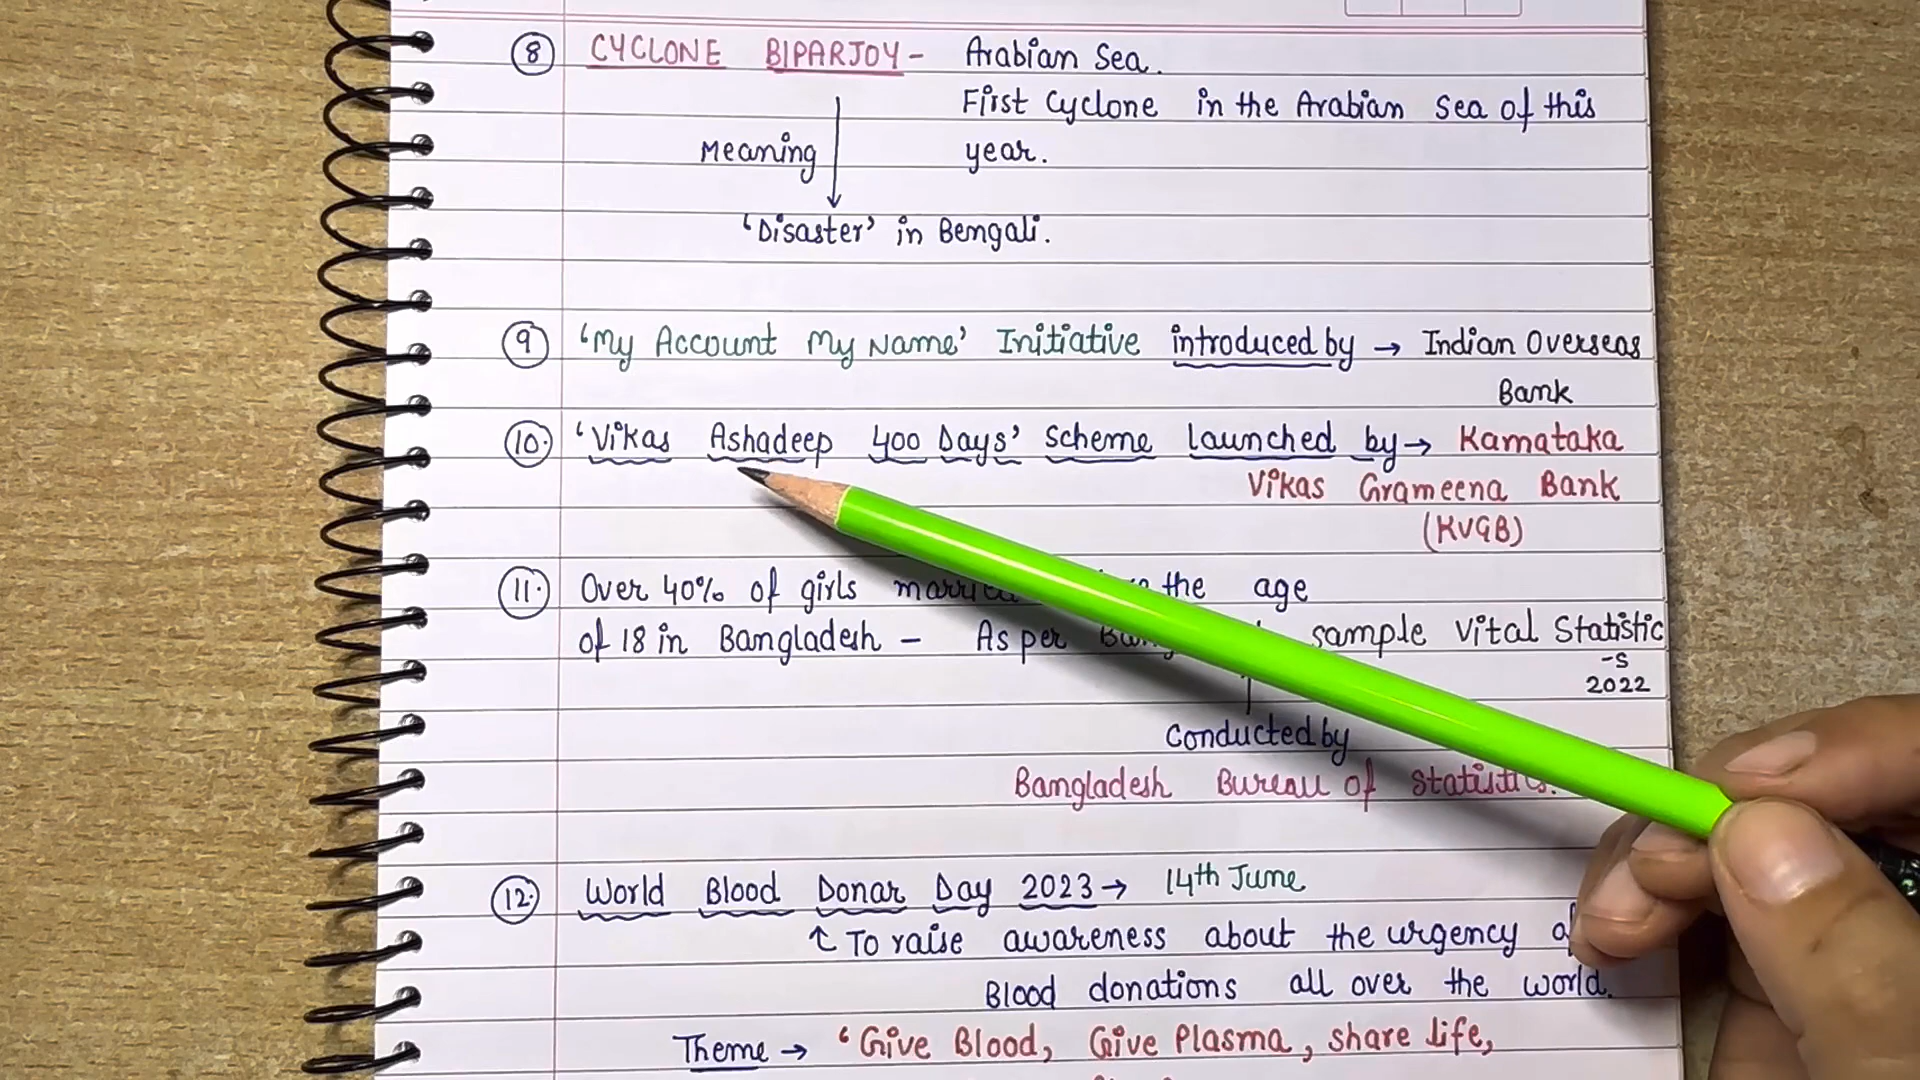 8 CYCLONE BIPARJOY - Arabian Sea.
First Cyclone in the Arabian Sea of this
Meaning year.
'Disaster' in Bengali.
9 'My Account My Name' Initiative introduced by → Indian Overseas
Bank
10. 'Vikas Ashadeep 400 Days' Scheme launched by → Karnataka
Vikas Grameena Bank
(KVGB)
11. Over 40% of girls married the age
of 18 in Bangladesh - As per sample Vital Statistic
-s
2022
Conducted by
Bangladesh Bureau of Statistics.
12. World Blood Donar Day 2023 → 14th June
↑ To raise awareness about the urgency of
Blood donations all over the world.
Theme → 'Give Blood, Give Plasma, share life,